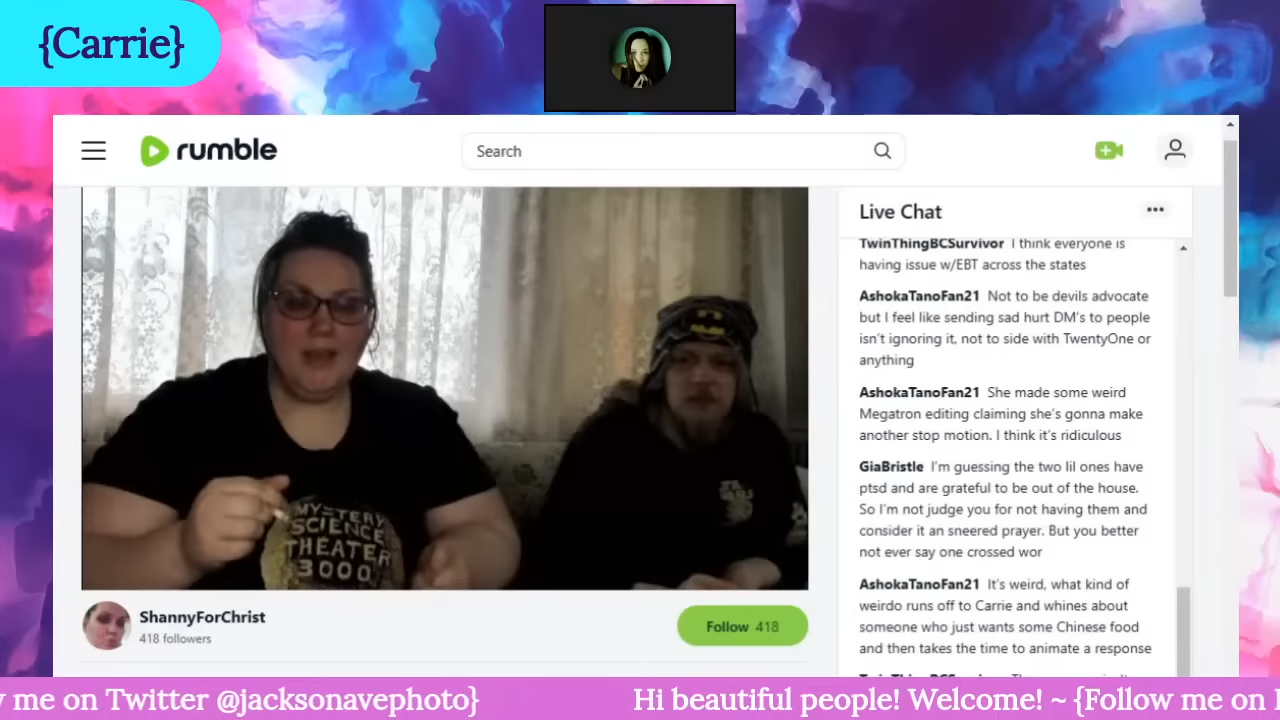 {Carrie}
rumble
Search
Live Chat
TwinThingBCSurvivor I think everyone is
having issue w/EBT across the states
AshokaTanoFan21 Not to be devils advocate
but I feel like sending sad hurt DM's to people
isn't ignoring it, not to side with TwentyOne or
anything
AshokaTanoFan21 She made some weird
Megatron editing claiming she's gonna make
another stop motion. I think it's ridiculous
GiaBristle I'm guessing the two lil ones have
ptsd and are grateful to be out of the house.
So I'm not judge you for not having them and
consider it an sneered prayer. But you better
not ever say one crossed wor
AshokaTanoFan21 It's weird, what kind of
weirdo runs off to Carrie and whines about
someone who just wants some Chinese food
and then takes the time to animate a response
MY=TERY
SCIENCE
THEATER
3000
ShannyForChrist
418 followers
Follow 418
me on Twitter @jacksonavephoto}
Hi beautiful people! Welcome! ~ {Follow me on